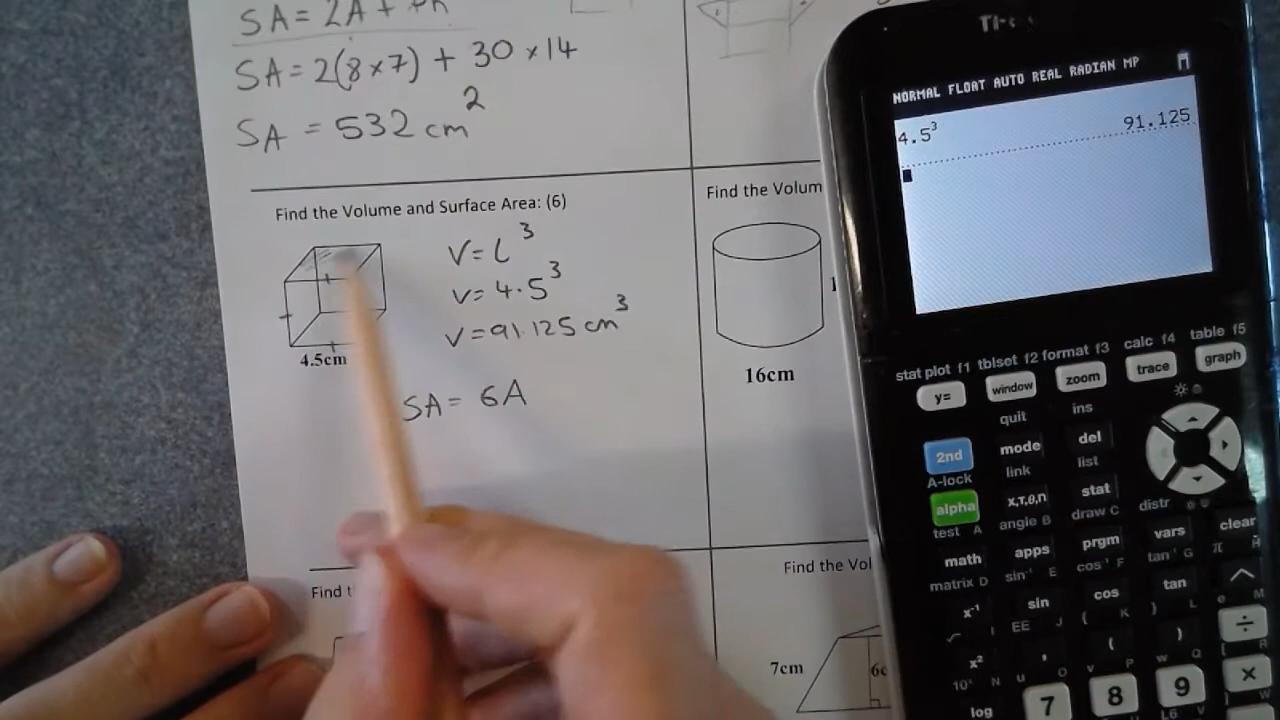 SA = 2A + Ph
SA = 2(8×7) + 30 × 14
SA = 532 cm²
Find the Volume and Surface Area: (6)
V = l³
V = 4.5³
V = 91.125 cm³
4.5cm
SA = 6A
Find the Volum
16cm
Find t
Find the Vol
7cm
6c
TI-
NORMAL FLOAT AUTO REAL RADIAN MP
4.5³ 91.125
stat plot f1 tblset f2 format f3 calc f4 table f5
y= window zoom trace graph
quit ins
2nd mode del
A-lock link list
alpha X,T,θ,n stat
test A angle B draw C distr
math apps prgm vars clear
matrix D sin⁻¹ E cos⁻¹ F tan⁻¹ G π H
x⁻¹ sin cos tan ^
√ I EE J { K } L e M
x² , ( ) ÷
10ˣ N u O v P w Q [ R
log 7 8 9 ×
L6 V ] W